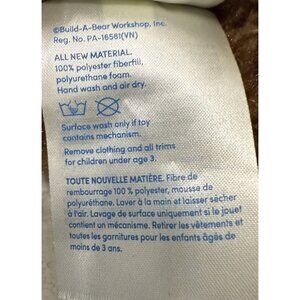 ©Build-A-Bear Workshop, Inc.
Reg. No. PA-16581(VN)
ALL NEW MATERIAL.
100% polyester fiberfill,
polyurethane foam.
Hand wash and air dry.
Surface wash only if toy
contains mechanism.
Remove clothing and all trims
for children under age 3.
TOUTE NOUVELLE MATIÈRE. Fibre de
rembourrage 100 % polyester, mousse de
polyuréthane. Laver à la main et laisser sécher
à l'air. Lavage de surface uniquement si le jouet
contient un mécanisme. Retirer les vêtements et
toutes les garnitures pour les enfants âgés de
moins de 3 ans.